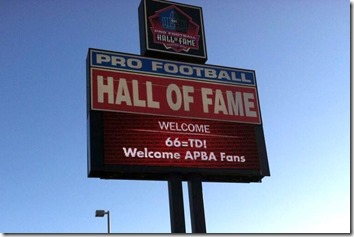 PRO FOOTBALL
HALL OF FAME
PRO FOOTBALL
HALL OF FAME
WELCOME
66=TD!
Welcome APBA Fans